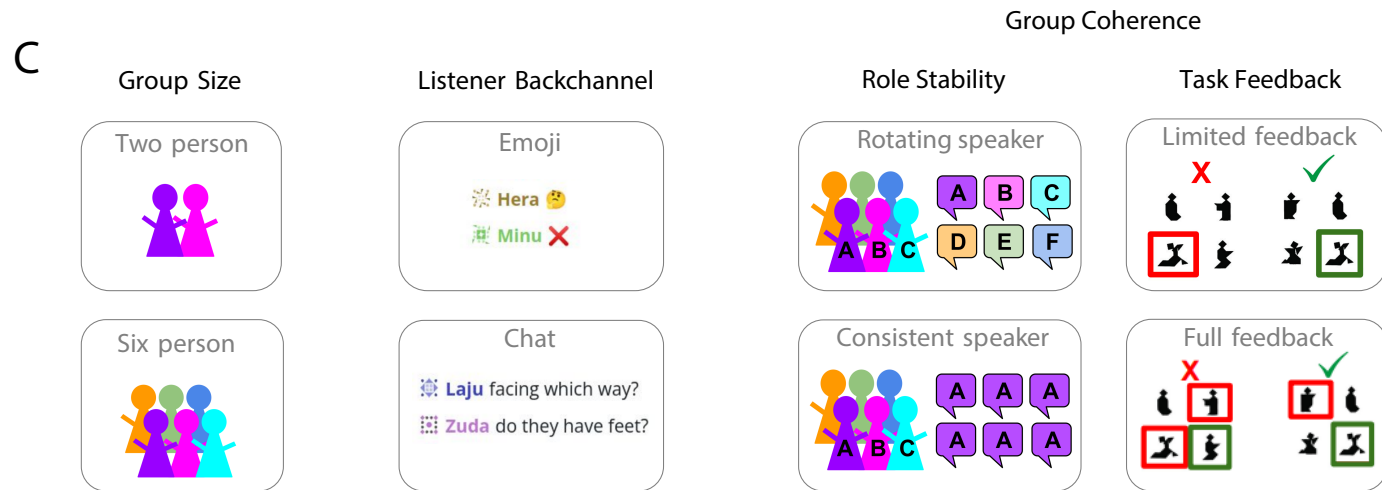 Group Coherence
C
Group Size
Listener Backchannel
Role Stability
Task Feedback
Two person
Emoji
Hera 🤔
Minu ❌
Rotating speaker
A B C
D E F
A B C
Limited feedback
X ✓
Six person
Chat
Laju facing which way?
Zuda do they have feet?
Consistent speaker
A A A
A A A
A B C
Full feedback
X ✓